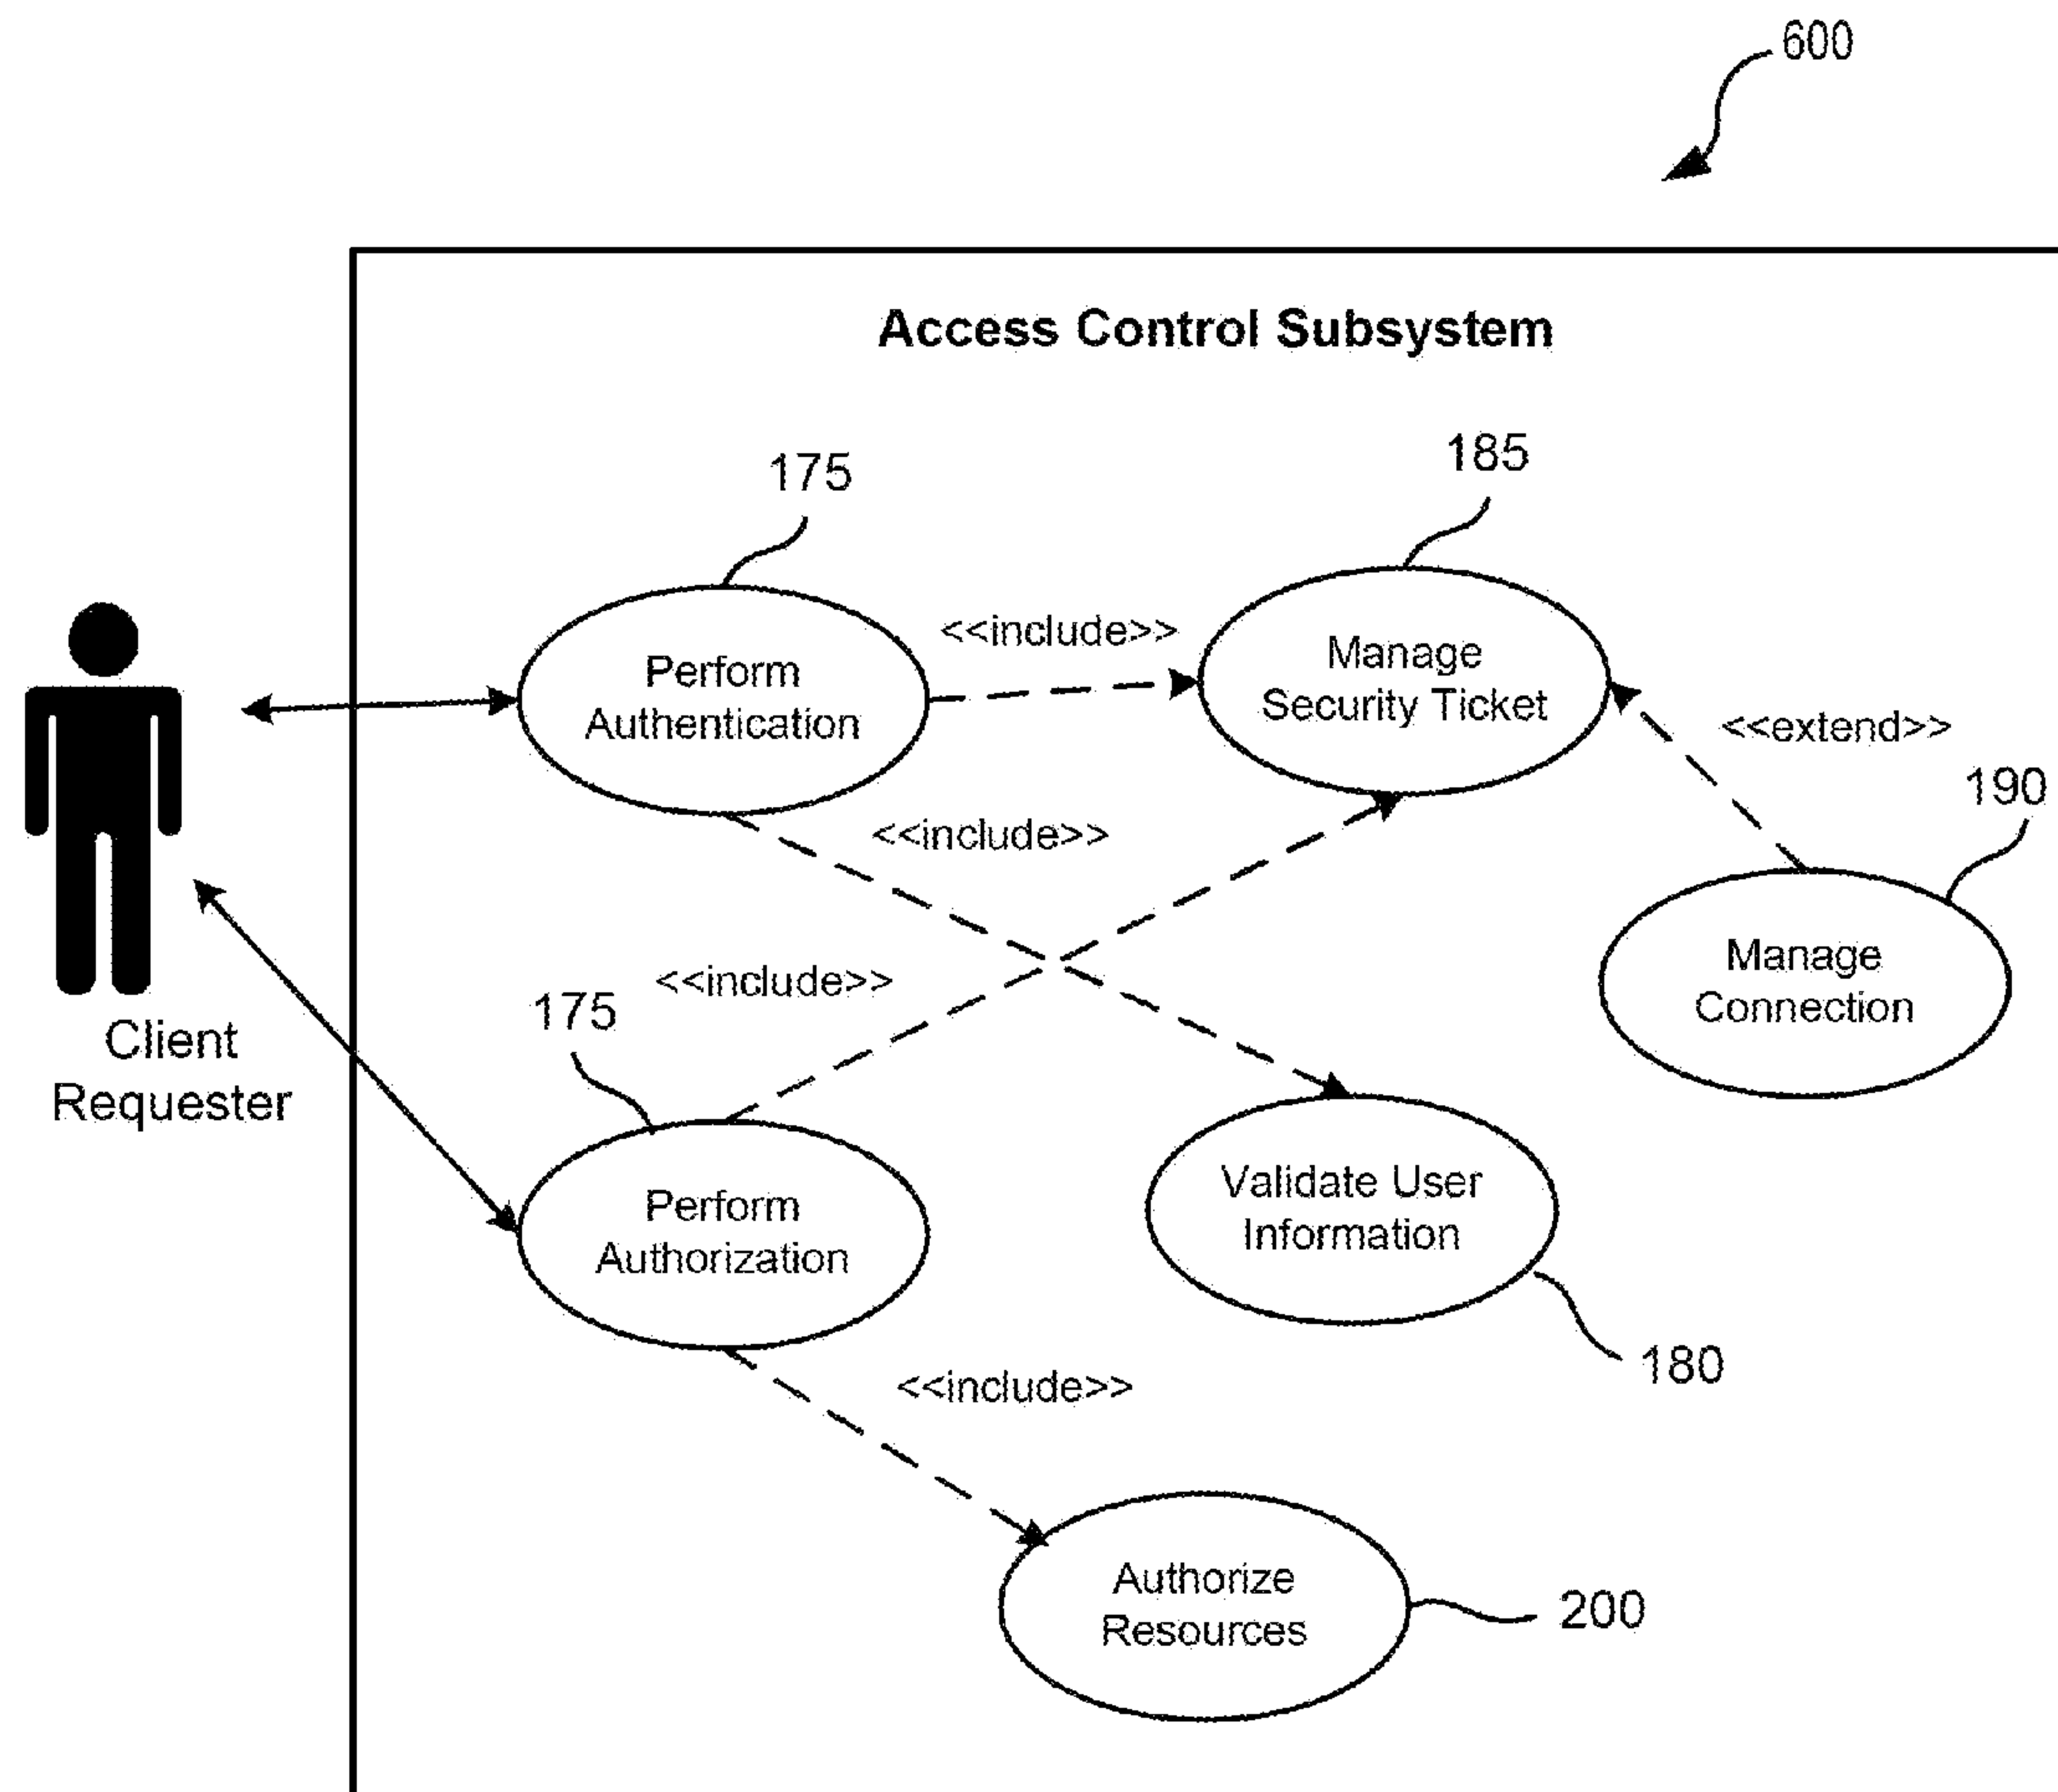 600
Access Control Subsystem
175
185
<<include>>
Perform
Authentication
Manage
Security Ticket
<<extend>>
190
<<include>>
Manage
Connection
<<include>>
175
Client
Requester
Perform
Authorization
Validate User
Information
180
<<include>>
Authorize
Resources
200